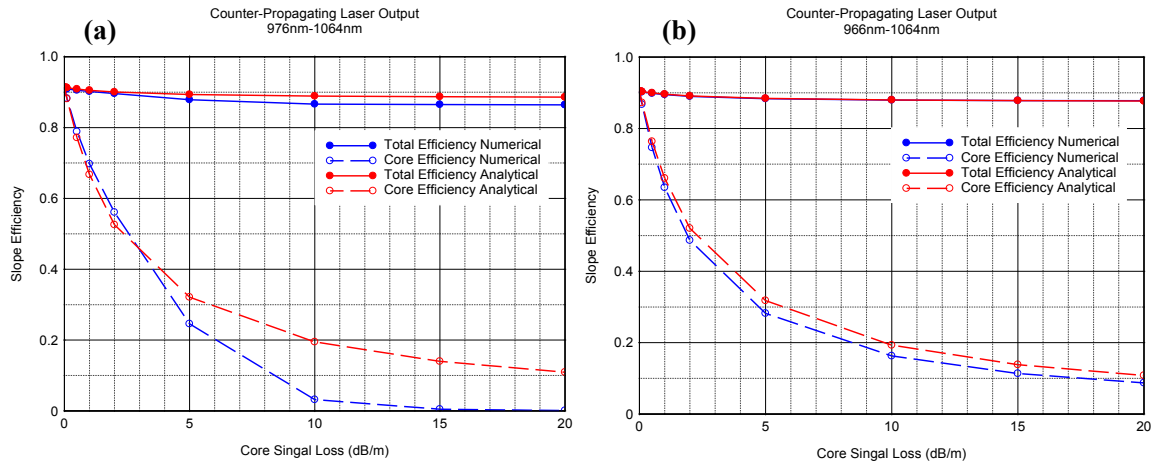 (a)
Counter-Propagating Laser Output
976nm-1064nm
1.0
0.8
0.6
0.4
0.2
0
Slope Efficiency
Total Efficiency Numerical
Core Efficiency Numerical
Total Efficiency Analytical
Core Efficiency Analytical
0 5 10 15 20
Core Singal Loss (dB/m)
(b)
Counter-Propagating Laser Output
966nm-1064nm
1.0
0.8
0.6
0.4
0.2
0
Slope Efficiency
Total Efficiency Numerical
Core Efficiency Numerical
Total Efficiency Analytical
Core Efficiency Analytical
0 5 10 15 20
Core Singal Loss (dB/m)